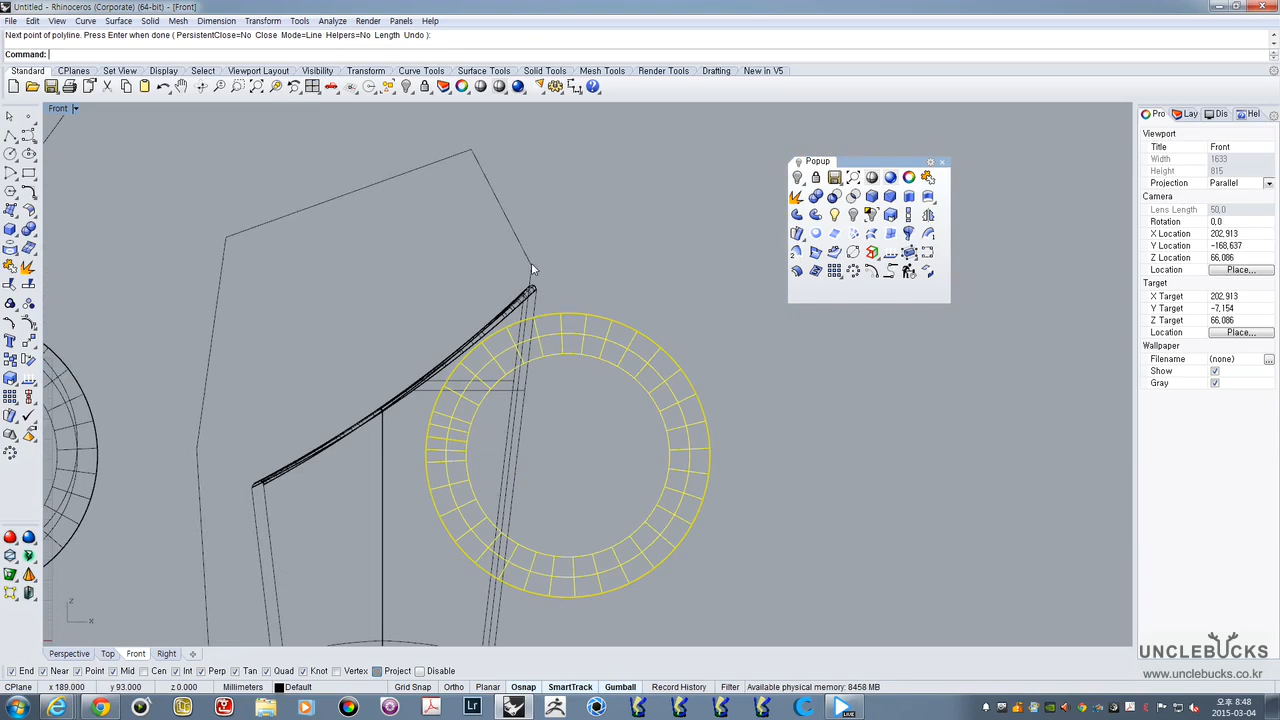 Untitled - Rhinoceros (Corporate) (64-bit) - [Front]
File Edit View Curve Surface Solid Mesh Dimension Transform Tools Analyze Render Panels Help
Next point of polyline. Press Enter when done ( PersistentClose=No Close Mode=Line Helpers=No Length Undo ):
Command:
Standard CPlanes Set View Display Select Viewport Layout Visibility Transform Curve Tools Surface Tools Solid Tools Mesh Tools Render Tools Drafting New in V5
Front
Popup
Pro Lay Dis Hel
Viewport
Title Front
Width 1633
Height 815
Projection Parallel
Camera
Lens Length 50,0
Rotation 0,0
X Location 202,913
Y Location -168,637
Z Location 66,086
Location Place...
Target
X Target 202,913
Y Target -7,154
Z Target 66,086
Location Place...
Wallpaper
Filename (none) ...
Show
Gray
z
x
Perspective Top Front Right
End Near Point Mid Cen Int Perp Tan Quad Knot Vertex Project Disable
CPlane x 189.000 y 93.000 z 0.000 Millimeters Default Grid Snap Ortho Planar Osnap SmartTrack Gumball Record History Filter Available physical memory: 8458 MB
UNCLEBUCKS
www.unclebucks.co.kr
Lr LIVE
오후 8:48
2015-03-04